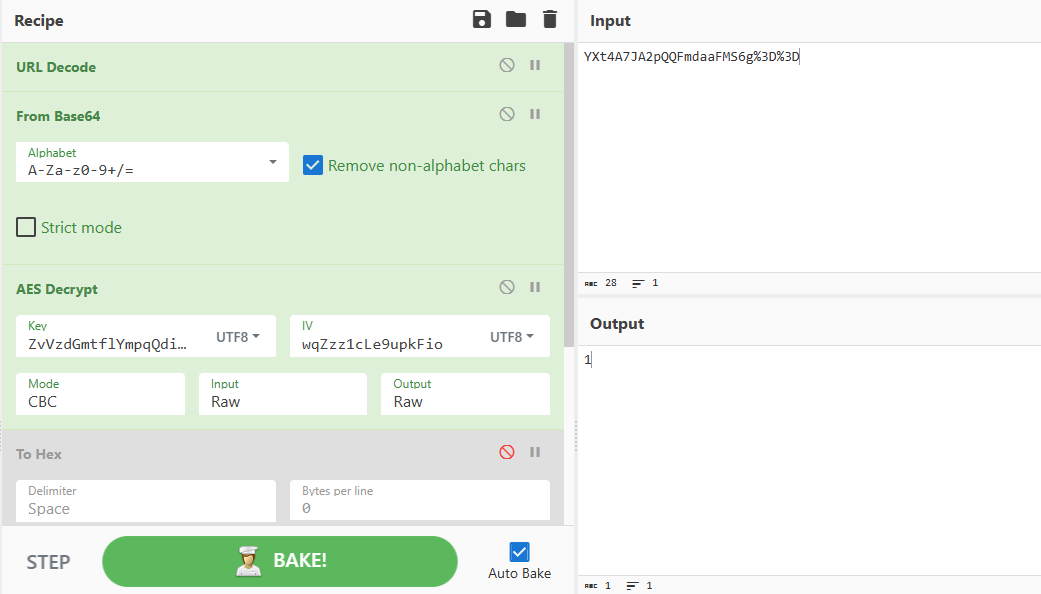 Recipe
URL Decode
From Base64
Alphabet
A-Za-z0-9+/=
Remove non-alphabet chars
Strict mode
AES Decrypt
Key
ZvVzdGmtflYmpqQdi…
UTF8
IV
wqZzz1cLe9upkFio
UTF8
Mode
CBC
Input
Raw
Output
Raw
To Hex
Delimiter
Space
Bytes per line
0
STEP
BAKE!
Auto Bake
Input
YXt4A7JA2pQQFmdaaFMS6g%3D%3D
ABC 28 1
Output
1
ABC 1 1